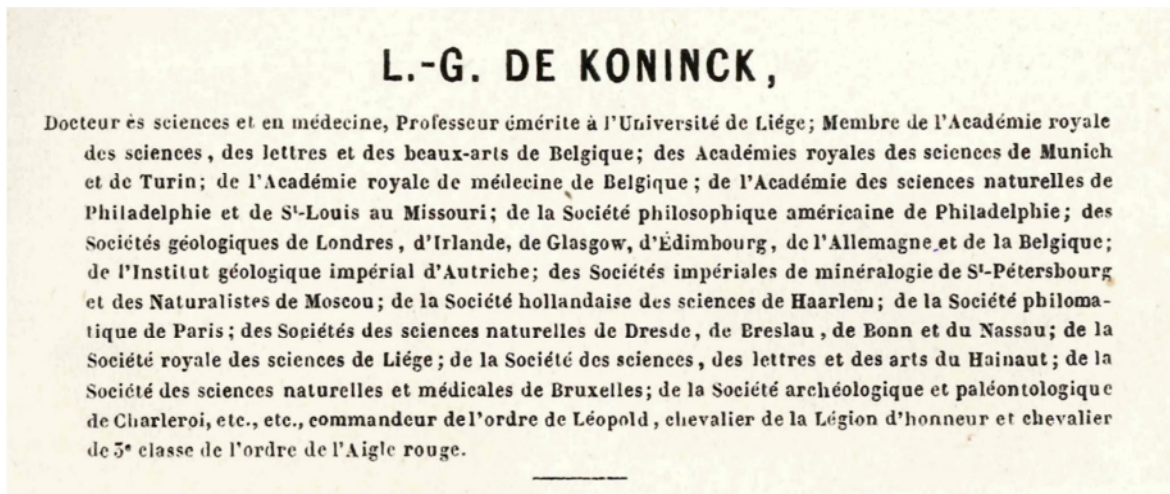 L.-G. DE KONINCK,
Docteur ès sciences et en médecine, Professeur émérite à l'Université de Liége; Membre de l'Académie royale
des sciences, des lettres et des beaux-arts de Belgique; des Académies royales des sciences de Munich
et de Turin; de l'Académie royale de médecine de Belgique; de l'Académie des sciences naturelles de
Philadelphie et de Sᵗ-Louis au Missouri; de la Société philosophique américaine de Philadelphie; des
Sociétés géologiques de Londres, d'Irlande, de Glasgow, d'Édimbourg, de l'Allemagne et de la Belgique;
de l'Institut géologique impérial d'Autriche; des Sociétés impériales de minéralogie de Sᵗ-Pétersbourg
et des Naturalistes de Moscou; de la Société hollandaise des sciences de Haarlem; de la Société philoma-
tique de Paris; des Sociétés des sciences naturelles de Dresde, de Breslau, de Bonn et du Nassau; de la
Société royale des sciences de Liége; de la Société des sciences, des lettres et des arts du Hainaut; de la
Société des sciences naturelles et médicales de Bruxelles; de la Société archéologique et paléontologique
de Charleroi, etc., etc., commandeur de l'ordre de Léopold, chevalier de la Légion d'honneur et chevalier
de 3ᵉ classe de l'ordre de l'Aigle rouge.